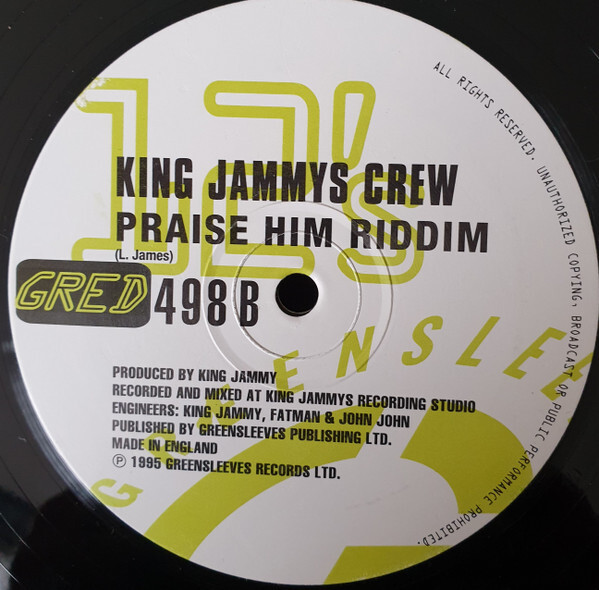 12's
KING JAMMYS CREW
PRAISE HIM RIDDIM
(L. James)
GRED 498 B
PRODUCED BY KING JAMMY
RECORDED AND MIXED AT KING JAMMYS RECORDING STUDIO
ENGINEERS: KING JAMMY, FATMAN & JOHN JOHN
PUBLISHED BY GREENSLEEVES PUBLISHING LTD.
MADE IN ENGLAND
℗ 1995 GREENSLEEVES RECORDS LTD.
GREENSLEE
ALL RIGHTS RESERVED. UNAUTHORIZED COPYING, BROADCAST OR PUBLIC PERFORMANCE PROHIBITED.